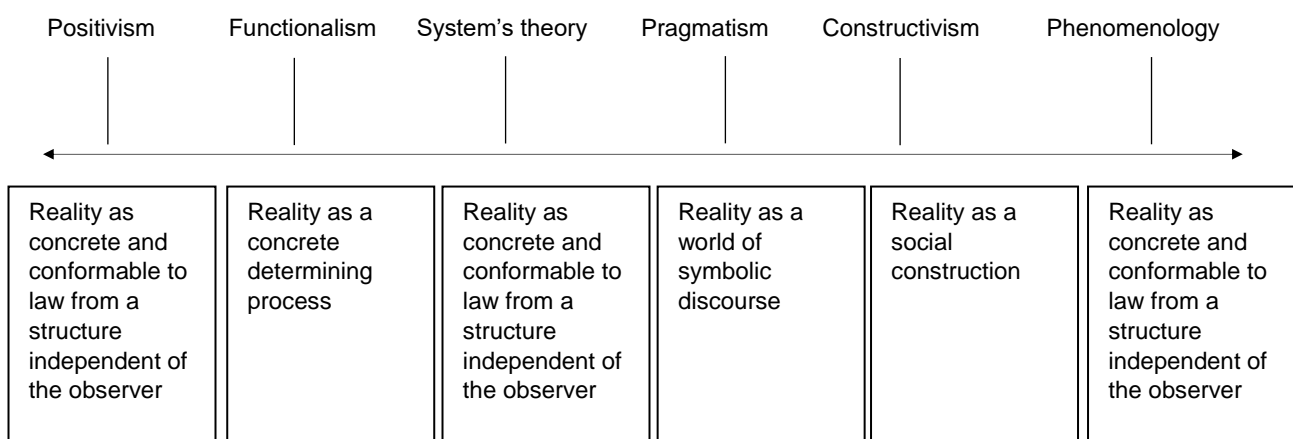 Positivism
Functionalism
System’s theory
Pragmatism
Constructivism
Phenomenology
Reality as
concrete and
conformable to
law from a
structure
independent of
the observer
Reality as a
concrete
determining
process
Reality as
concrete and
conformable to
law from a
structure
independent of
the observer
Reality as a
world of
symbolic
discourse
Reality as a
social
construction
Reality as
concrete and
conformable to
law from a
structure
independent of
the observer